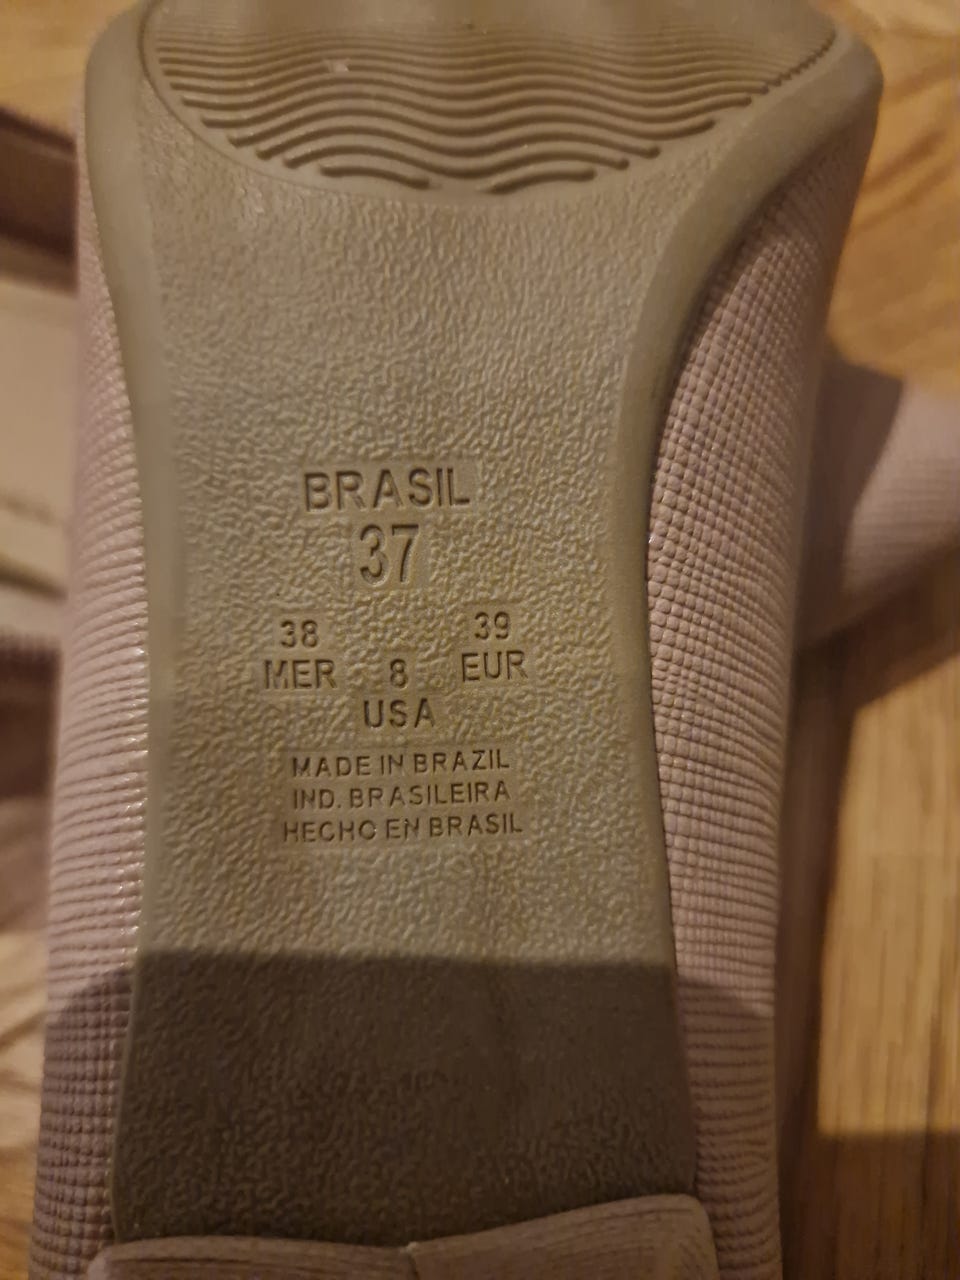 BRASIL
37
38 39
MER 8 EUR
USA
MADE IN BRAZIL
IND. BRASILEIRA
HECHO EN BRASIL